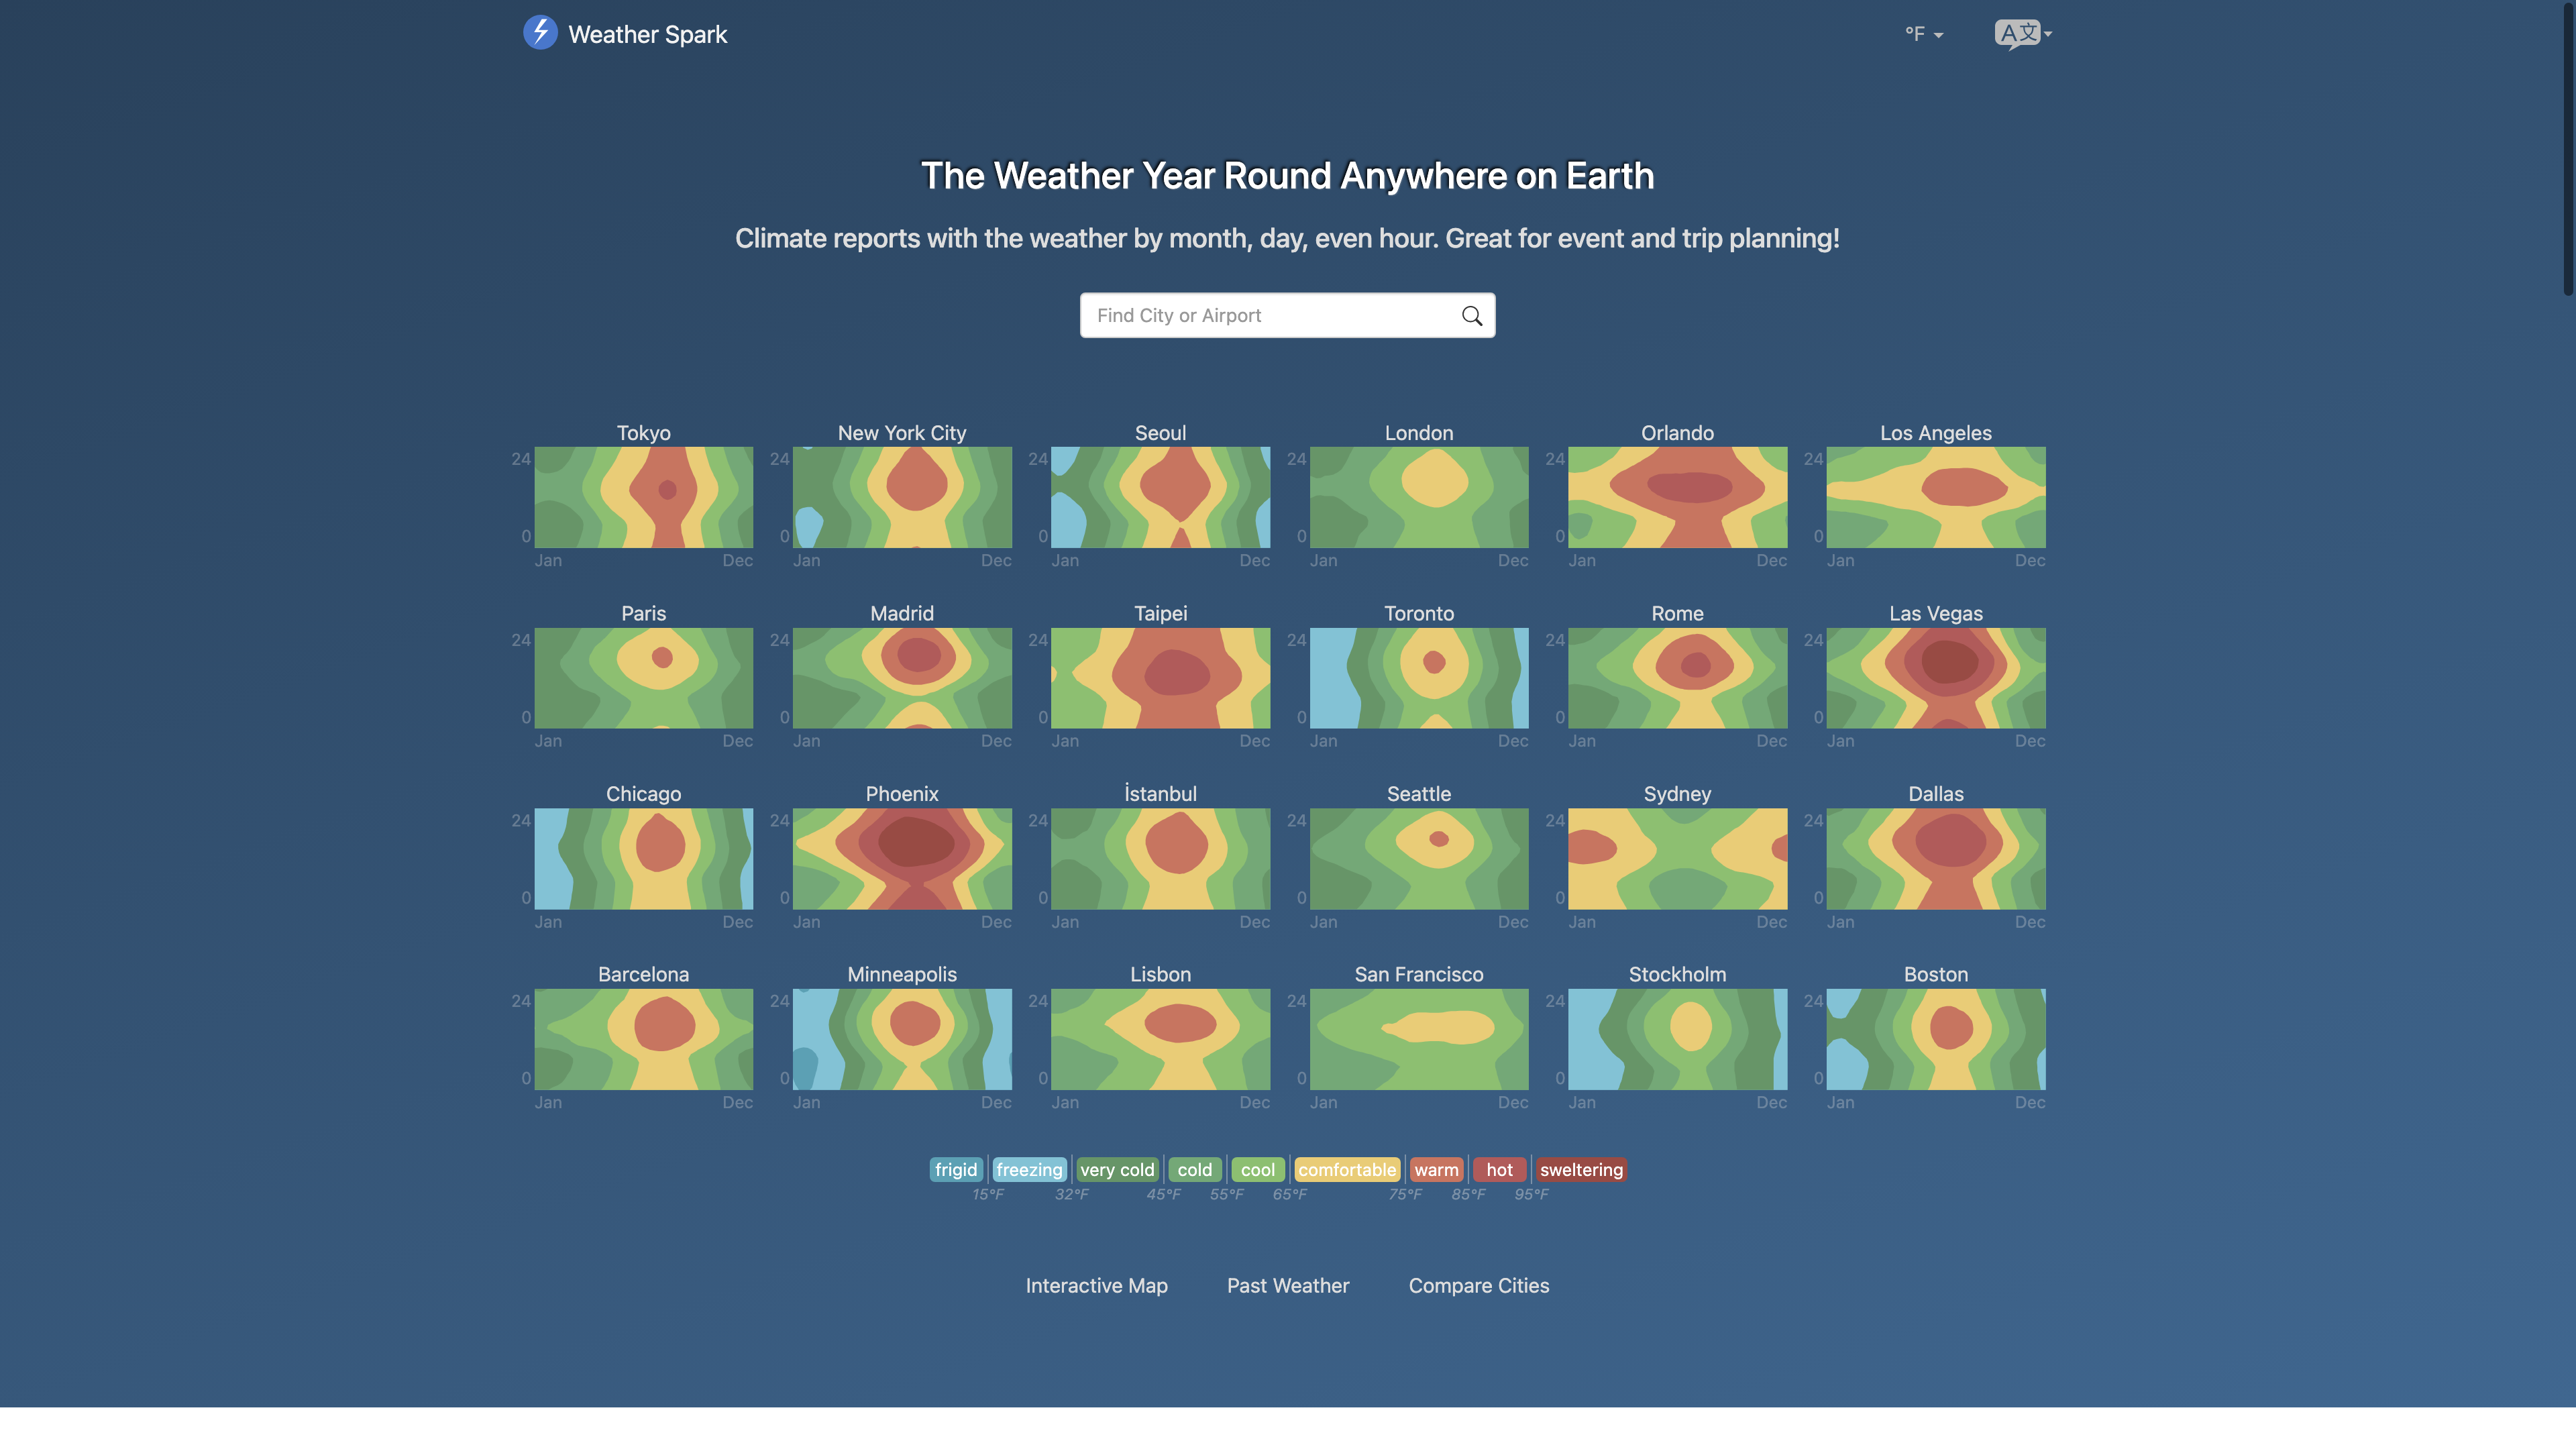 Weather Spark
°F
A文
The Weather Year Round Anywhere on Earth
Climate reports with the weather by month, day, even hour. Great for event and trip planning!
Find City or Airport
Tokyo New York City Seoul London Orlando Los Angeles
24 24 24 24 24 24
0 0 0 0 0 0
Jan Dec Jan Dec Jan Dec Jan Dec Jan Dec Jan Dec
Paris Madrid Taipei Toronto Rome Las Vegas
24 24 24 24 24 24
0 0 0 0 0 0
Jan Dec Jan Dec Jan Dec Jan Dec Jan Dec Jan Dec
Chicago Phoenix İstanbul Seattle Sydney Dallas
24 24 24 24 24 24
0 0 0 0 0 0
Jan Dec Jan Dec Jan Dec Jan Dec Jan Dec Jan Dec
Barcelona Minneapolis Lisbon San Francisco Stockholm Boston
24 24 24 24 24 24
0 0 0 0 0 0
Jan Dec Jan Dec Jan Dec Jan Dec Jan Dec Jan Dec
frigid freezing very cold cold cool comfortable warm hot sweltering
15°F 32°F 45°F 55°F 65°F 75°F 85°F 95°F
Interactive Map Past Weather Compare Cities